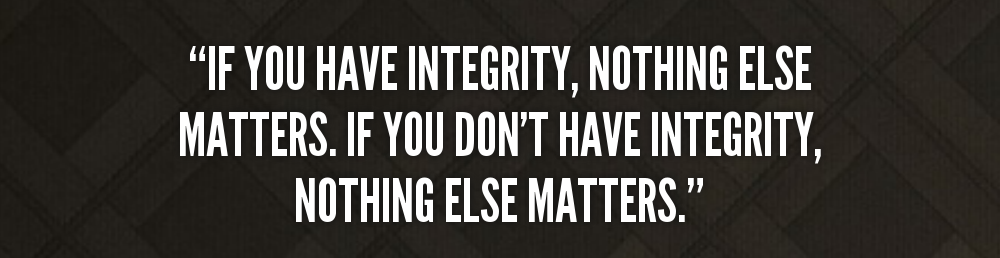 “IF YOU HAVE INTEGRITY, NOTHING ELSE
MATTERS. IF YOU DON’T HAVE INTEGRITY,
NOTHING ELSE MATTERS.”